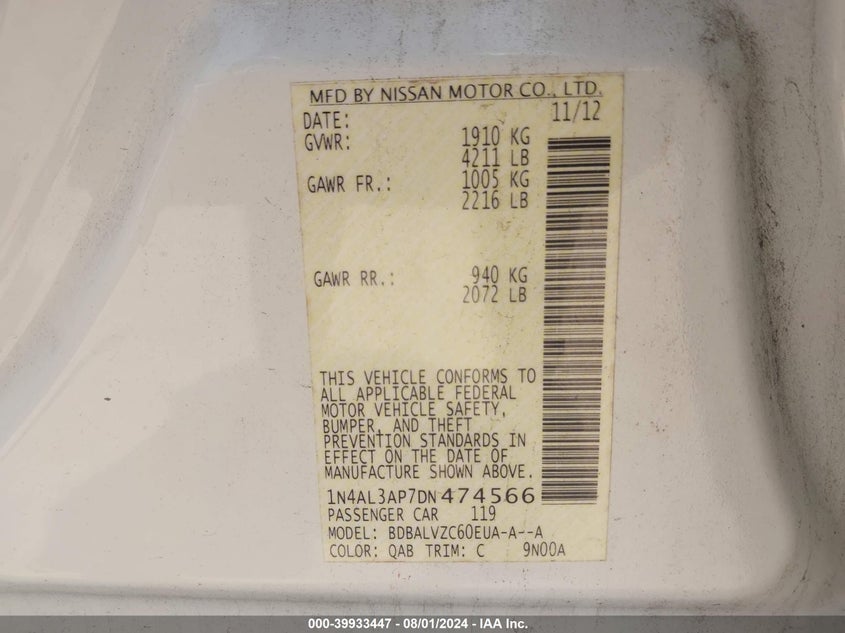 MFD BY NISSAN MOTOR CO., LTD.
DATE: 11/12
GVWR: 1910 KG
4211 LB
GAWR FR.: 1005 KG
2216 LB
GAWR RR.: 940 KG
2072 LB
THIS VEHICLE CONFORMS TO
ALL APPLICABLE FEDERAL
MOTOR VEHICLE SAFETY,
BUMPER, AND THEFT
PREVENTION STANDARDS IN
EFFECT ON THE DATE OF
MANUFACTURE SHOWN ABOVE.
1N4AL3AP7DN474566
PASSENGER CAR 119
MODEL: BDBALVZC60EUA-A--A
COLOR: QAB TRIM: C 9N00A
000-39933447 - 08/01/2024 - IAA Inc.